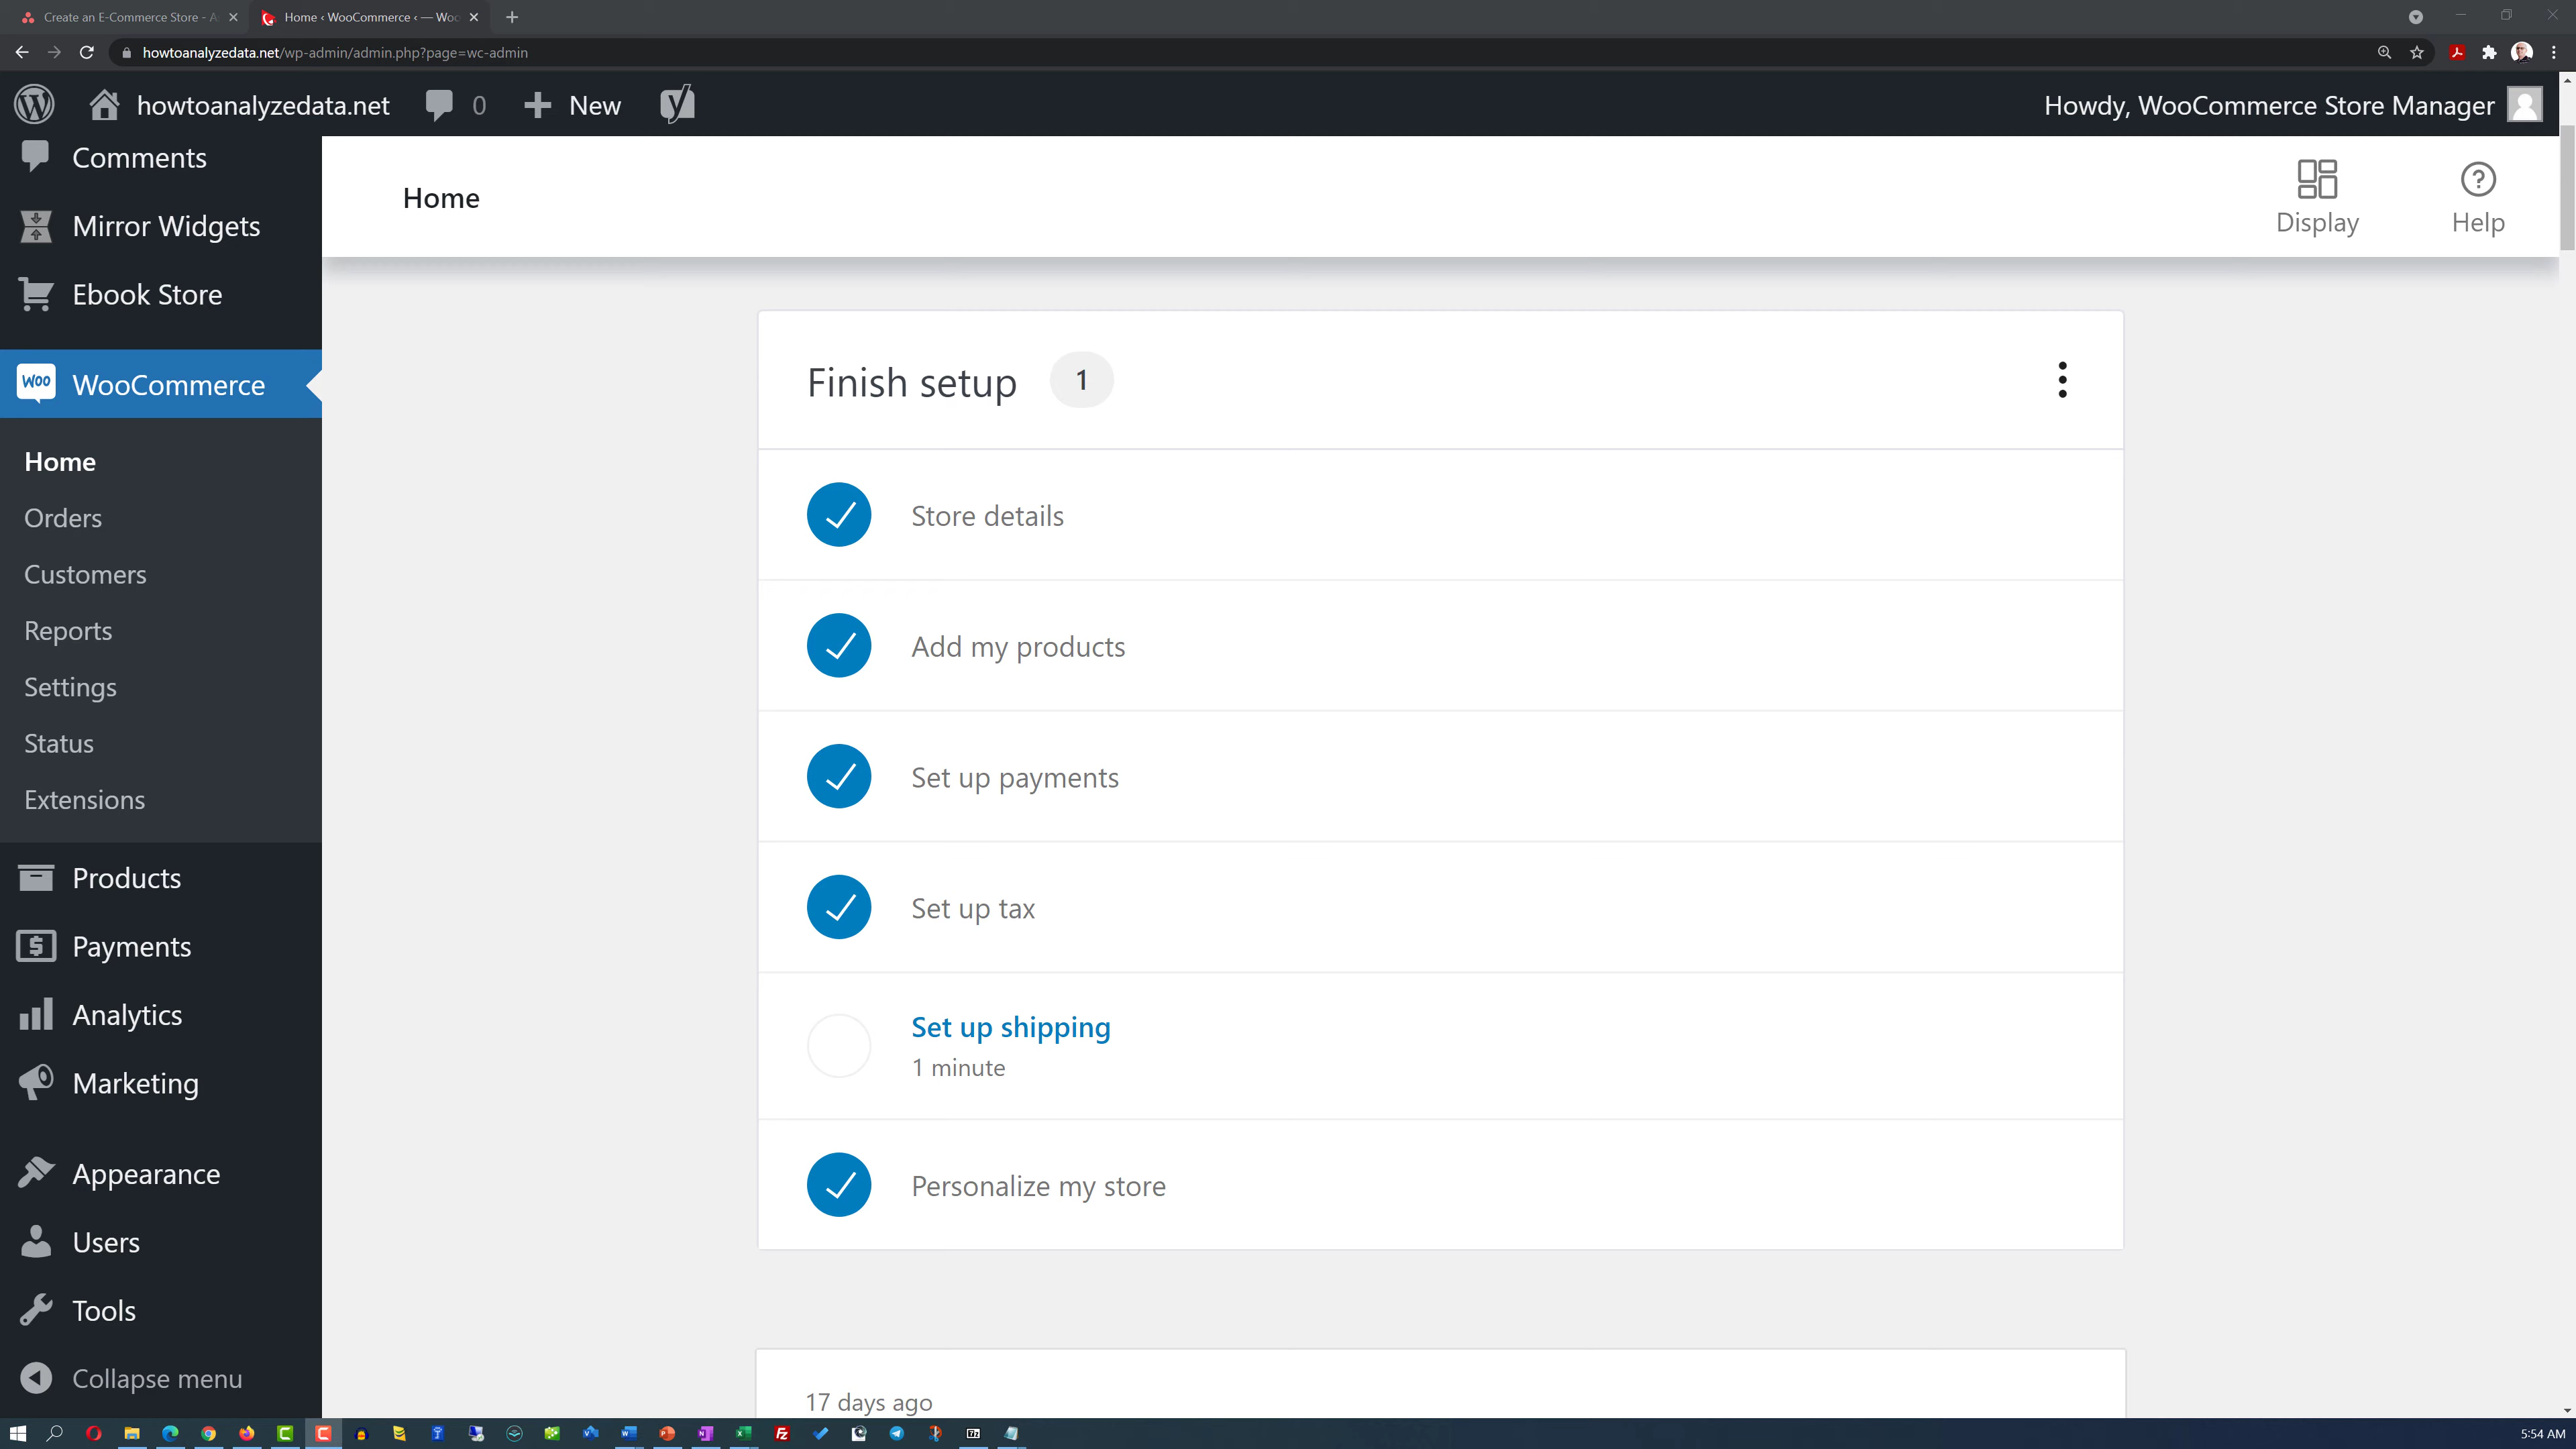 Create an E-Commerce Store - A
Home ‹ WooCommerce ‹ — Woo
howtoanalyzedata.net/wp-admin/admin.php?page=wc-admin
howtoanalyzedata.net
0
New
Howdy, WooCommerce Store Manager
Comments
Mirror Widgets
Ebook Store
WooCommerce
Home
Orders
Customers
Reports
Settings
Status
Extensions
Products
Payments
Analytics
Marketing
Appearance
Users
Tools
Collapse menu
Home
Display
Help
Finish setup 1
Store details
Add my products
Set up payments
Set up tax
Set up shipping
1 minute
Personalize my store
17 days ago
5:54 AM